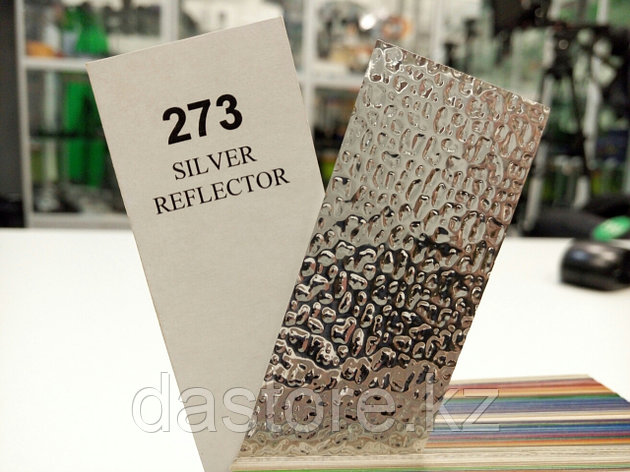 273
SILVER
REFLECTOR
dastore.kz